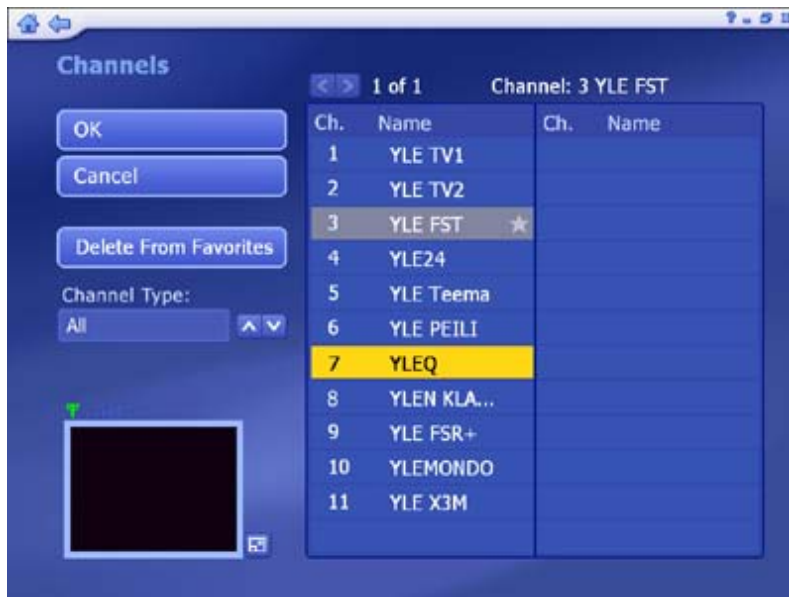 Channels
1 of 1 Channel: 3 YLE FST
OK
Cancel
Delete From Favorites
Channel Type:
All
Ch. Name Ch. Name
1 YLE TV1
2 YLE TV2
3 YLE FST
4 YLE24
5 YLE Teema
6 YLE PEILI
7 YLEQ
8 YLEN KLA...
9 YLE FSR+
10 YLEMONDO
11 YLE X3M